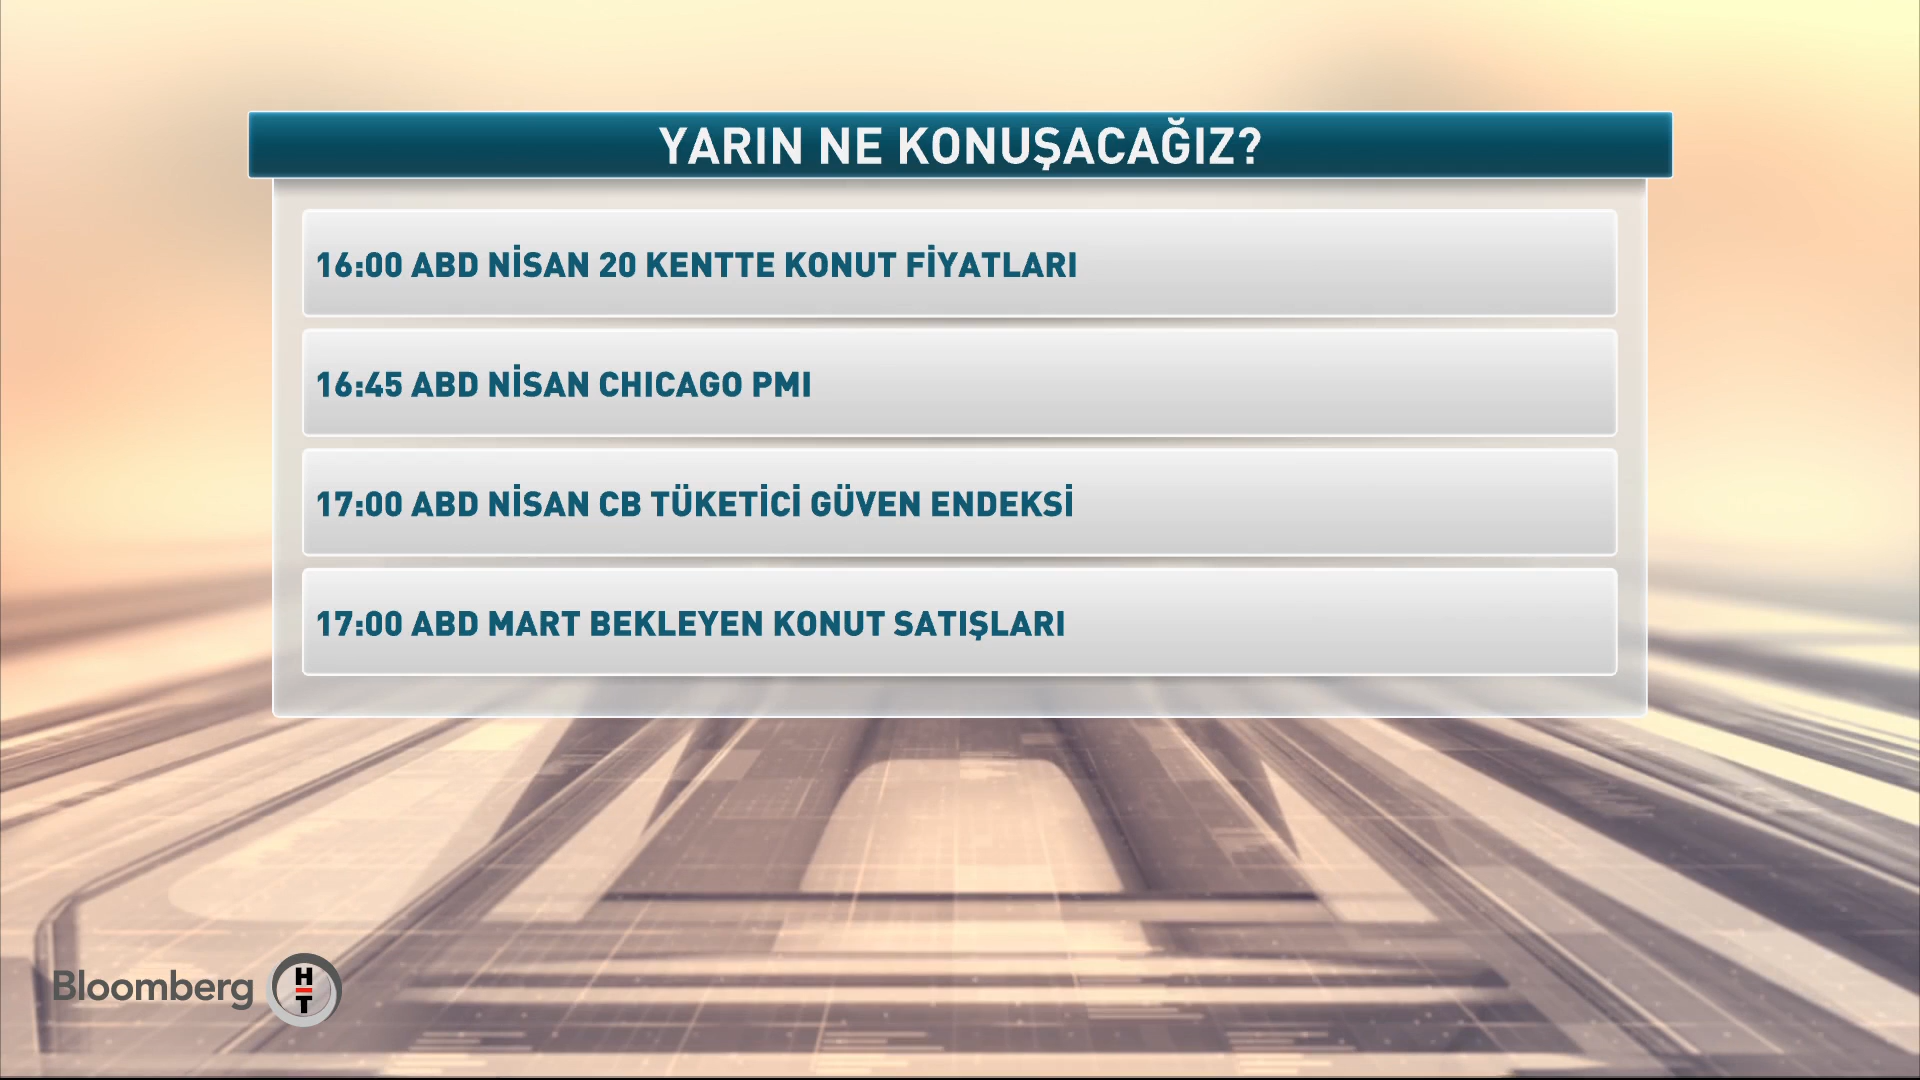 YARIN NE KONUŞACAĞIZ?
16:00 ABD NİSAN 20 KENTTE KONUT FİYATLARI
16:45 ABD NİSAN CHICAGO PMI
17:00 ABD NİSAN CB TÜKETİCİ GÜVEN ENDEKSİ
17:00 ABD MART BEKLEYEN KONUT SATIŞLARI
Bloomberg HT